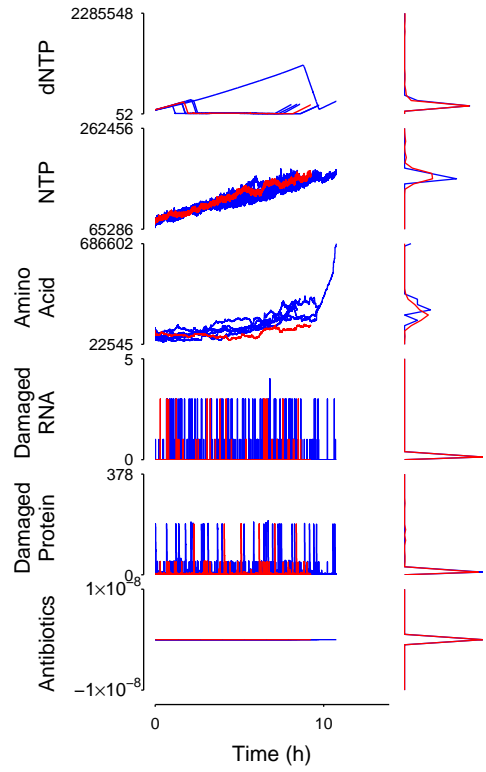 2285548
dNTP
52
262456
NTP
65286
686602
Amino
Acid
22545
5
Damaged
RNA
0
378
Damaged
Protein
0
1×10⁻⁸
Antibiotics
−1×10⁻⁸
0 10
Time (h)